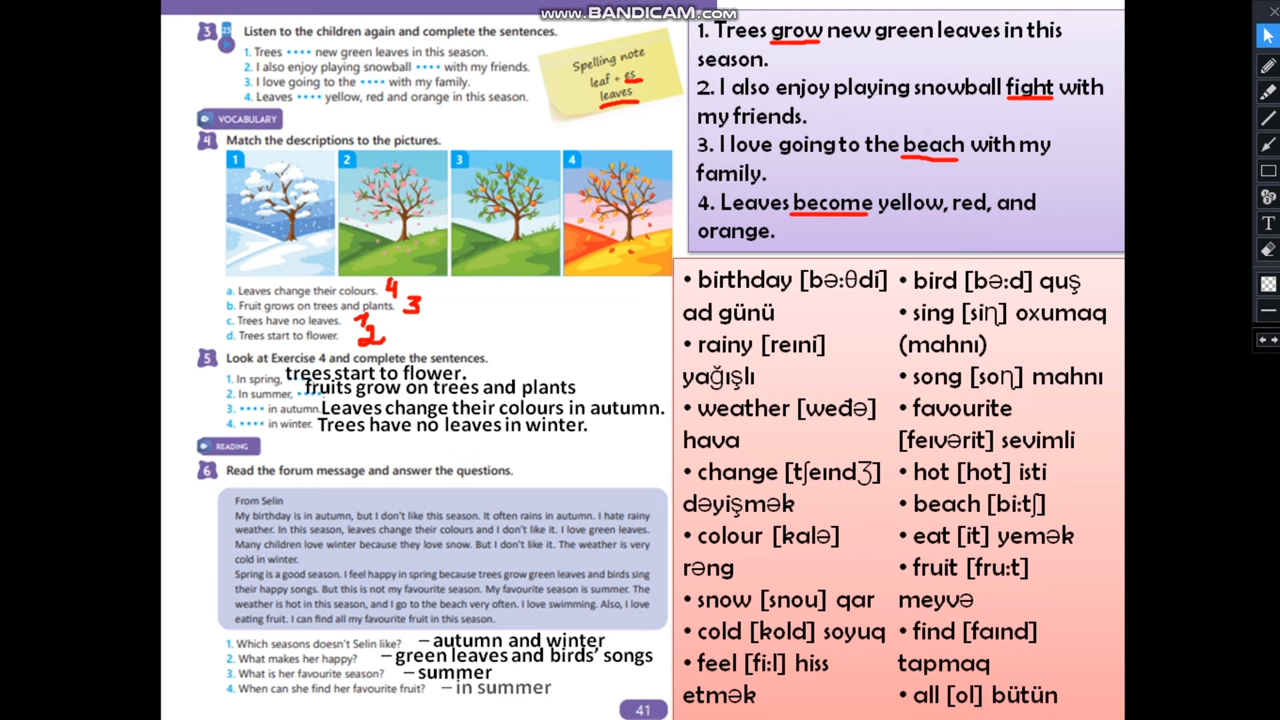 www.BANDICAM.com
3 23 Listen to the children again and complete the sentences.
1. Trees •••• new green leaves in this season.
2. I also enjoy playing snowball •••• with my friends.
3. I love going to the •••• with my family.
4. Leaves •••• yellow, red and orange in this season.
Spelling note
leaf + es
leaves
VOCABULARY
4 Match the descriptions to the pictures.
1 2 3 4
a. Leaves change their colours. 4
b. Fruit grows on trees and plants. 3
c. Trees have no leaves. 1
d. Trees start to flower. 2
5 Look at Exercise 4 and complete the sentences.
1. In spring, trees start to flower.
2. In summer, •••• fruits grow on trees and plants
3. •••• in autumn. Leaves change their colours in autumn.
4. •••• in winter. Trees have no leaves in winter.
READING
6 Read the forum message and answer the questions.
From Selin
My birthday is in autumn, but I don't like this season. It often rains in autumn. I hate rainy
weather. In this season, leaves change their colours and I don't like it. I love green leaves.
Many children love winter because they love snow. But I don't like it. The weather is very
cold in winter.
Spring is a good season. I feel happy in spring because trees grow green leaves and birds sing
their happy songs. But this is not my favourite season. My favourite season is summer. The
weather is hot in this season, and I go to the beach very often. I love swimming. Also, I love
eating fruit. I can find all my favourite fruit in this season.
1. Which seasons doesn't Selin like? – autumn and winter
2. What makes her happy? – green leaves and birds' songs
3. What is her favourite season? – summer
4. When can she find her favourite fruit? – in summer
41
1. Trees grow new green leaves in this
season.
2. I also enjoy playing snowball fight with
my friends.
3. I love going to the beach with my
family.
4. Leaves become yellow, red, and
orange.
• birthday [bə:θdi]
ad günü
• rainy [reıni]
yağışlı
• weather [weđə]
hava
• change [tʃeındʒ]
dəyişmək
• colour [kalə]
rəng
• snow [snou] qar
• cold [kold] soyuq
• feel [fi:l] hiss
etmək
• bird [bə:d] quş
• sing [siɳ] oxumaq
(mahnı)
• song [soɳ] mahnı
• favourite
[feıvərit] sevimli
• hot [hot] isti
• beach [bi:tʃ]
• eat [it] yemək
• fruit [fru:t]
meyvə
• find [faınd]
tapmaq
• all [ol] bütün
T